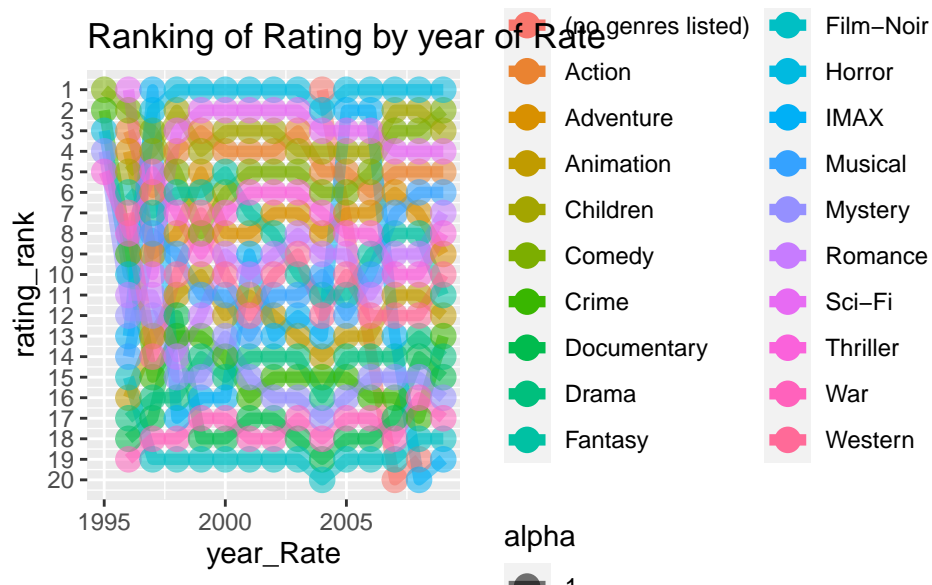 Ranking of Rating by year of Rate
(no genres listed)
Action
Adventure
Animation
Children
Comedy
Crime
Documentary
Drama
Fantasy
Film−Noir
Horror
IMAX
Musical
Mystery
Romance
Sci−Fi
Thriller
War
Western
alpha
1
rating_rank
1
2
3
4
5
6
7
8
9
10
11
12
13
14
15
16
17
18
19
20
1995
2000
2005
year_Rate